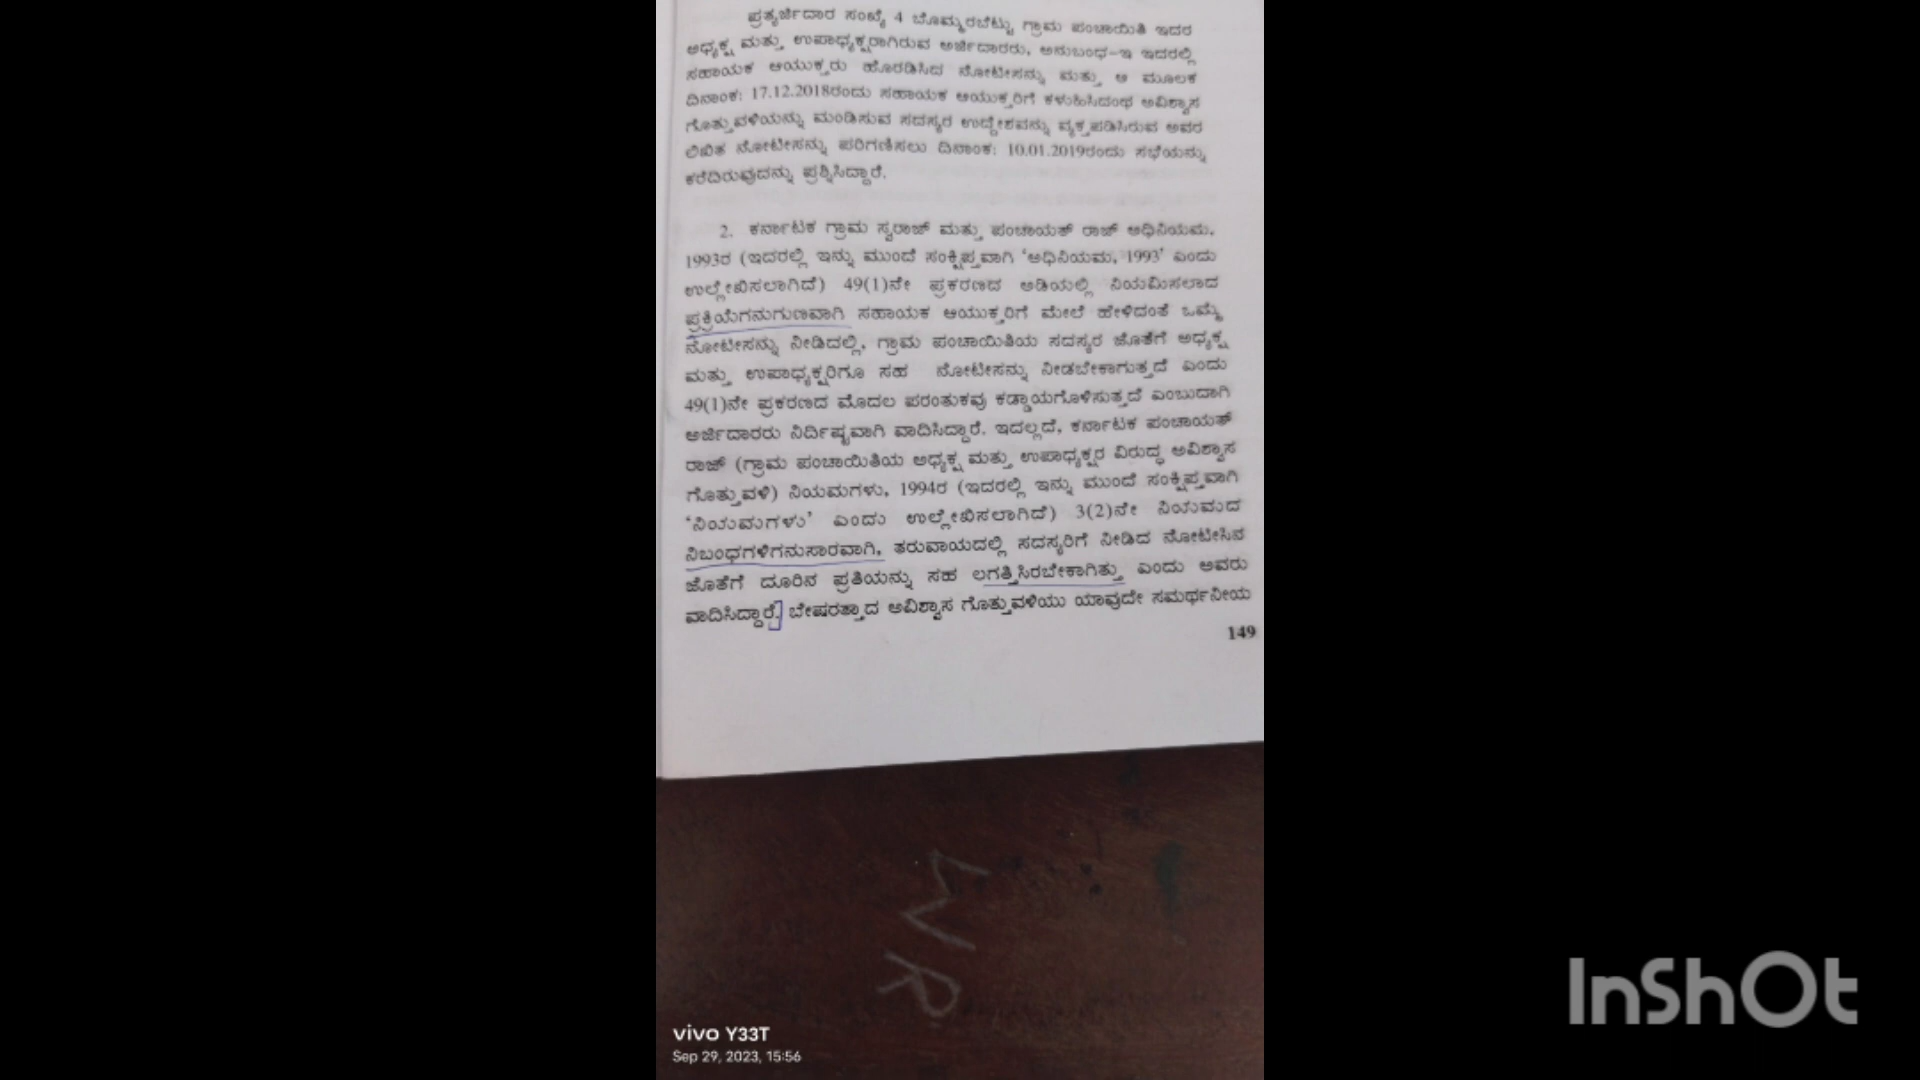 ಪ್ರತ್ಯರ್ಜಿದಾರ ಸಂಖ್ಯೆ 4 ಬೊಮ್ಮರಬೆಟ್ಟು ಗ್ರಾಮ ಪಂಚಾಯಿತಿ ಇದರ
ಅಧ್ಯಕ್ಷ ಮತ್ತು ಉಪಾಧ್ಯಕ್ಷರಾಗಿರುವ ಅರ್ಜಿದಾರರು, ಅನುಬಂಧ-ಇ ಇದರಲ್ಲಿ
ಸಹಾಯಕ ಆಯುಕ್ತರು ಹೊರಡಿಸಿದ ನೋಟೀಸನ್ನು ಮತ್ತು ಆ ಮೂಲಕ
ದಿನಾಂಕ: 17.12.2018ರಂದು ಸಹಾಯಕ ಆಯುಕ್ತರಿಗೆ ಕಳುಹಿಸಿದಂಥ ಅವಿಶ್ವಾಸ
ಗೊತ್ತುವಳಿಯನ್ನು ಮಂಡಿಸುವ ಸದಸ್ಯರ ಉದ್ದೇಶವನ್ನು ವ್ಯಕ್ತಪಡಿಸಿರುವ ಅವರ
ಲಿಖಿತ ನೋಟೀಸನ್ನು ಪರಿಗಣಿಸಲು ದಿನಾಂಕ: 10.01.2019ರಂದು ಸಭೆಯನ್ನು
ಕರೆದಿರುವುದನ್ನು ಪ್ರಶ್ನಿಸಿದ್ದಾರೆ.
2. ಕರ್ನಾಟಕ ಗ್ರಾಮ ಸ್ವರಾಜ್ ಮತ್ತು ಪಂಚಾಯತ್ ರಾಜ್ ಅಧಿನಿಯಮ,
1993ರ (ಇದರಲ್ಲಿ ಇನ್ನು ಮುಂದೆ ಸಂಕ್ಷಿಪ್ತವಾಗಿ 'ಅಧಿನಿಯಮ, 1993' ಎಂದು
ಉಲ್ಲೇಖಿಸಲಾಗಿದೆ) 49(1)ನೇ ಪ್ರಕರಣದ ಅಡಿಯಲ್ಲಿ ನಿಯಮಿಸಲಾದ
ಪ್ರಕ್ರಿಯೆಗನುಗುಣವಾಗಿ ಸಹಾಯಕ ಆಯುಕ್ತರಿಗೆ ಮೇಲೆ ಹೇಳಿದಂತೆ ಒಮ್ಮೆ
ನೋಟೀಸನ್ನು ನೀಡಿದಲ್ಲಿ, ಗ್ರಾಮ ಪಂಚಾಯಿತಿಯ ಸದಸ್ಯರ ಜೊತೆಗೆ ಅಧ್ಯಕ್ಷ
ಮತ್ತು ಉಪಾಧ್ಯಕ್ಷರಿಗೂ ಸಹ ನೋಟೀಸನ್ನು ನೀಡಬೇಕಾಗುತ್ತದೆ ಎಂದು
49(1)ನೇ ಪ್ರಕರಣದ ಮೊದಲ ಪರಂತುಕವು ಕಡ್ಡಾಯಗೊಳಿಸುತ್ತದೆ ಎಂಬುದಾಗಿ
ಅರ್ಜಿದಾರರು ನಿರ್ದಿಷ್ಟವಾಗಿ ವಾದಿಸಿದ್ದಾರೆ. ಇದಲ್ಲದೆ, ಕರ್ನಾಟಕ ಪಂಚಾಯತ್
ರಾಜ್ (ಗ್ರಾಮ ಪಂಚಾಯಿತಿಯ ಅಧ್ಯಕ್ಷ ಮತ್ತು ಉಪಾಧ್ಯಕ್ಷರ ವಿರುದ್ಧ ಅವಿಶ್ವಾಸ
ಗೊತ್ತುವಳಿ) ನಿಯಮಗಳು, 1994ರ (ಇದರಲ್ಲಿ ಇನ್ನು ಮುಂದೆ ಸಂಕ್ಷಿಪ್ತವಾಗಿ
'ನಿಯಮಗಳು' ಎಂದು ಉಲ್ಲೇಖಿಸಲಾಗಿದೆ) 3(2)ನೇ ನಿಯಮದ
ನಿಬಂಧಗಳಿಗನುಸಾರವಾಗಿ, ತರುವಾಯದಲ್ಲಿ ಸದಸ್ಯರಿಗೆ ನೀಡಿದ ನೋಟೀಸಿನ
ಜೊತೆಗೆ ದೂರಿನ ಪ್ರತಿಯನ್ನು ಸಹ ಲಗತ್ತಿಸಿರಬೇಕಾಗಿತ್ತು ಎಂದು ಅವರು
ವಾದಿಸಿದ್ದಾರೆ. ಬೇಷರತ್ತಾದ ಅವಿಶ್ವಾಸ ಗೊತ್ತುವಳಿಯು ಯಾವುದೇ ಸಮರ್ಥನೀಯ
149
WR
vivo Y33T
Sep 29, 2023, 15:56
InShOt